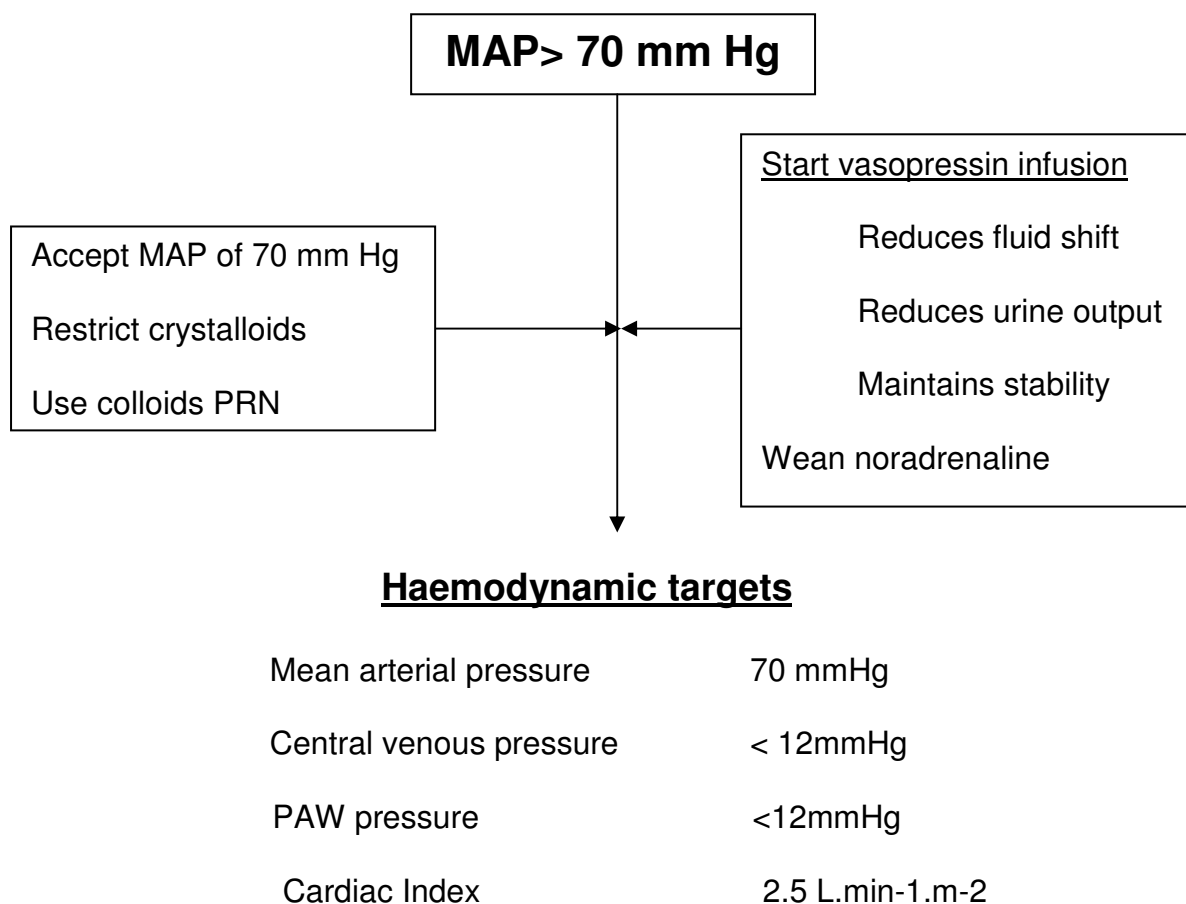 MAP> 70 mm Hg
Accept MAP of 70 mm Hg
Restrict crystalloids
Use colloids PRN
Start vasopressin infusion
Reduces fluid shift
Reduces urine output
Maintains stability
Wean noradrenaline
Haemodynamic targets
Mean arterial pressure 70 mmHg
Central venous pressure < 12mmHg
PAW pressure <12mmHg
Cardiac Index 2.5 L.min-1.m-2